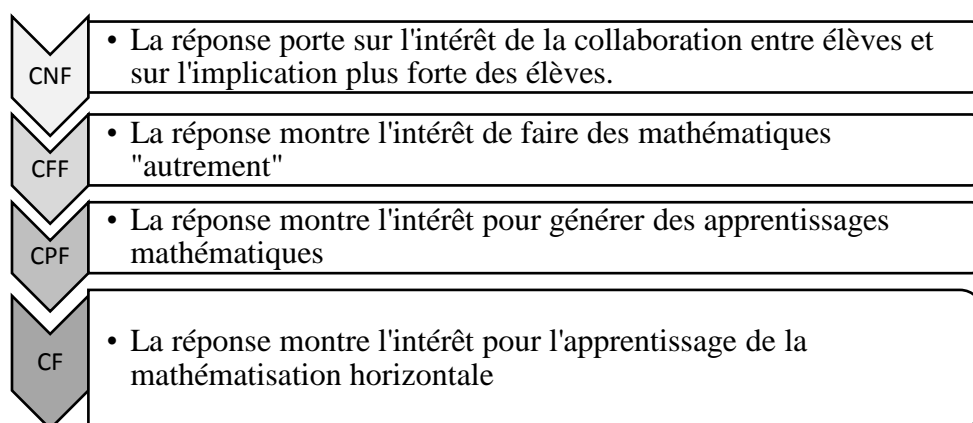 CNF
• La réponse porte sur l'intérêt de la collaboration entre élèves et
sur l'implication plus forte des élèves.
CFF
• La réponse montre l'intérêt de faire des mathématiques
"autrement"
CPF
• La réponse montre l'intérêt pour générer des apprentissages
mathématiques
CF
• La réponse montre l'intérêt pour l'apprentissage de la
mathématisation horizontale